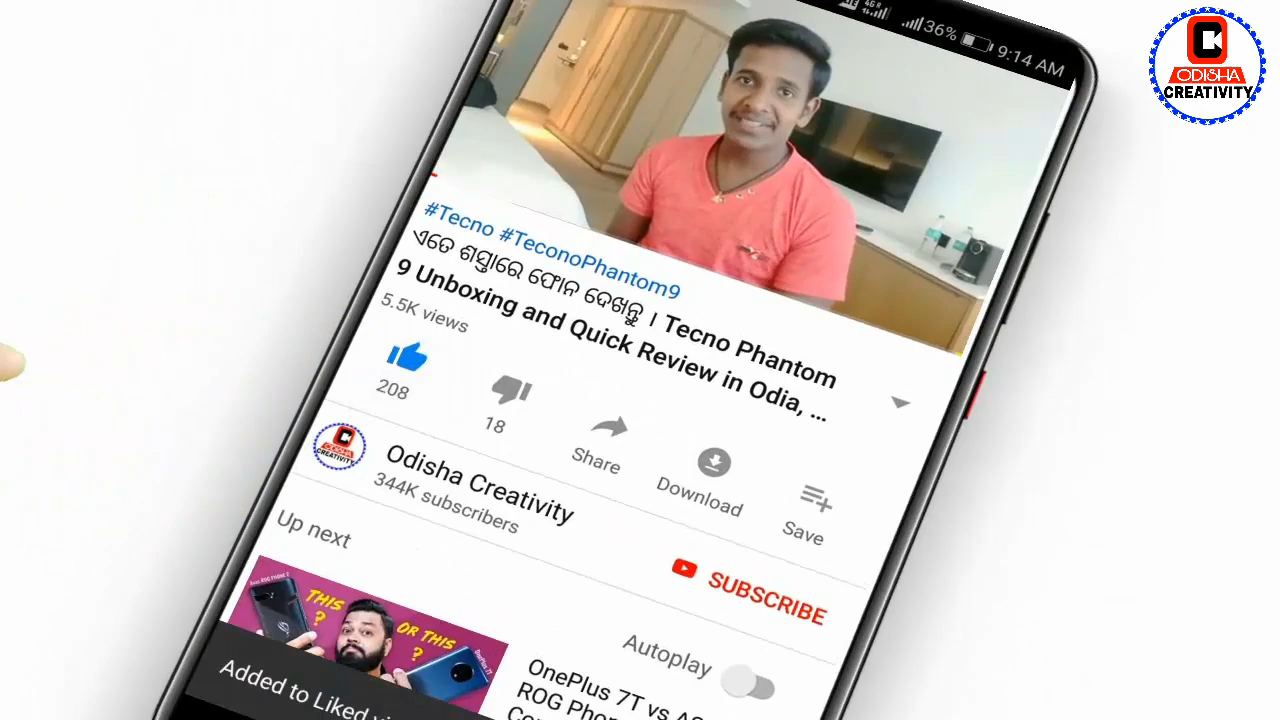 36% 9:14 AM
ODISHA
CREATIVITY
#Tecno #TeconoPhantom9
ଏତେ ଶସ୍ତାରେ ଫୋନ ଦେଖନ୍ତୁ । Tecno Phantom
9 Unboxing and Quick Review in Odia, ...
5.5K views
208
18
Share
Download
Save
ODISHA
CREATIVITY
Odisha Creativity
344K subscribers
SUBSCRIBE
Up next
Autoplay
THIS
?
OR THIS
?
OnePlus 7T vs
ROG
Added to Liked